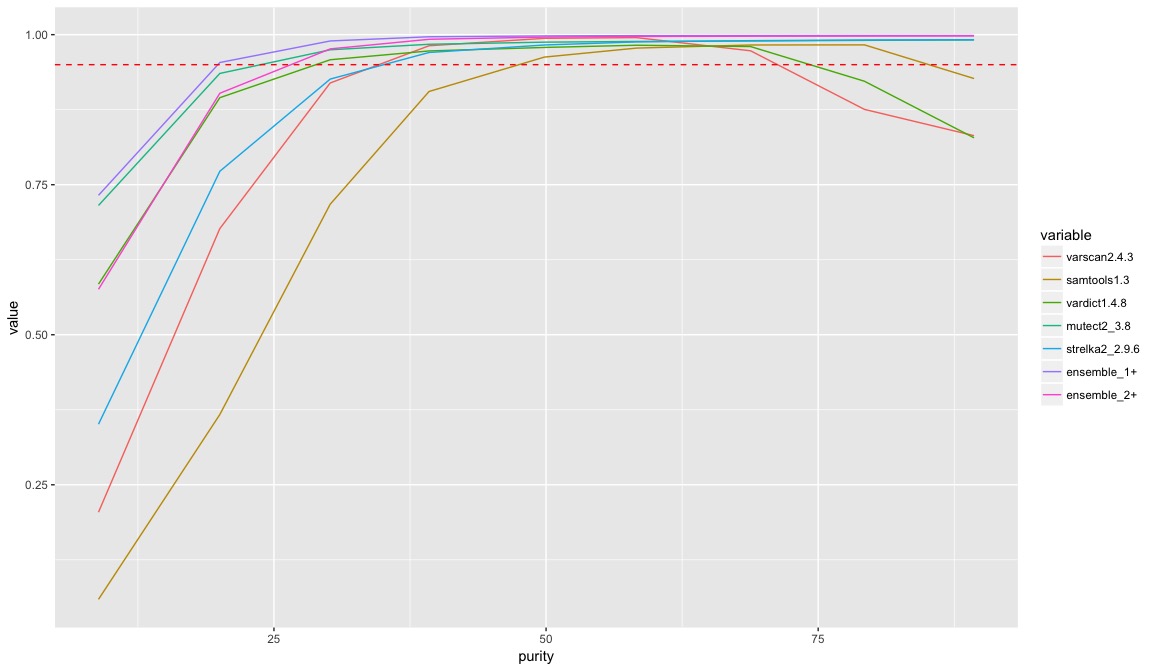 1.00
0.75
0.50
0.25
value
25
50
75
purity
variable
varscan2.4.3
samtools1.3
vardict1.4.8
mutect2_3.8
strelka2_2.9.6
ensemble_1+
ensemble_2+